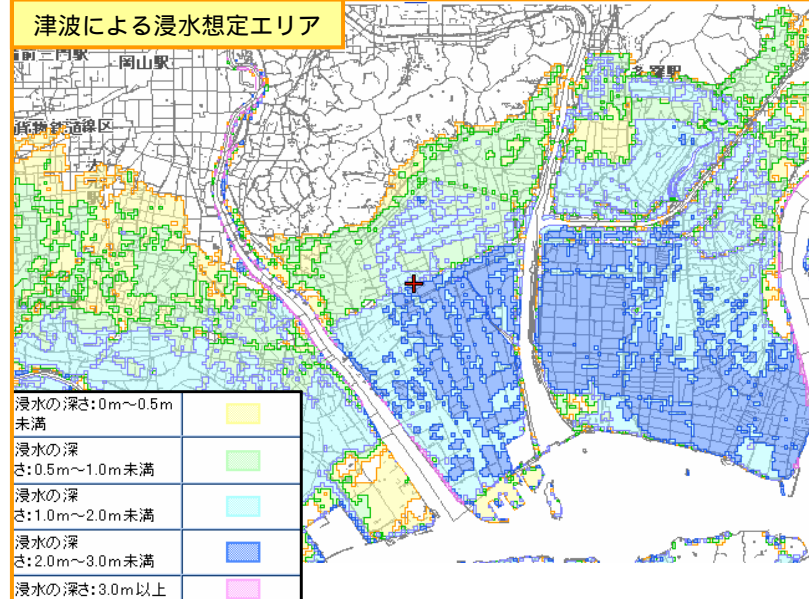 津波による浸水想定エリア
岡山駅
多羅駅
浸水の深さ:0m～0.5m
未満
浸水の深
さ:0.5m～1.0m未満
浸水の深
さ:1.0m～2.0m未満
浸水の深
さ:2.0m～3.0m未満
浸水の深さ:3.0m以上